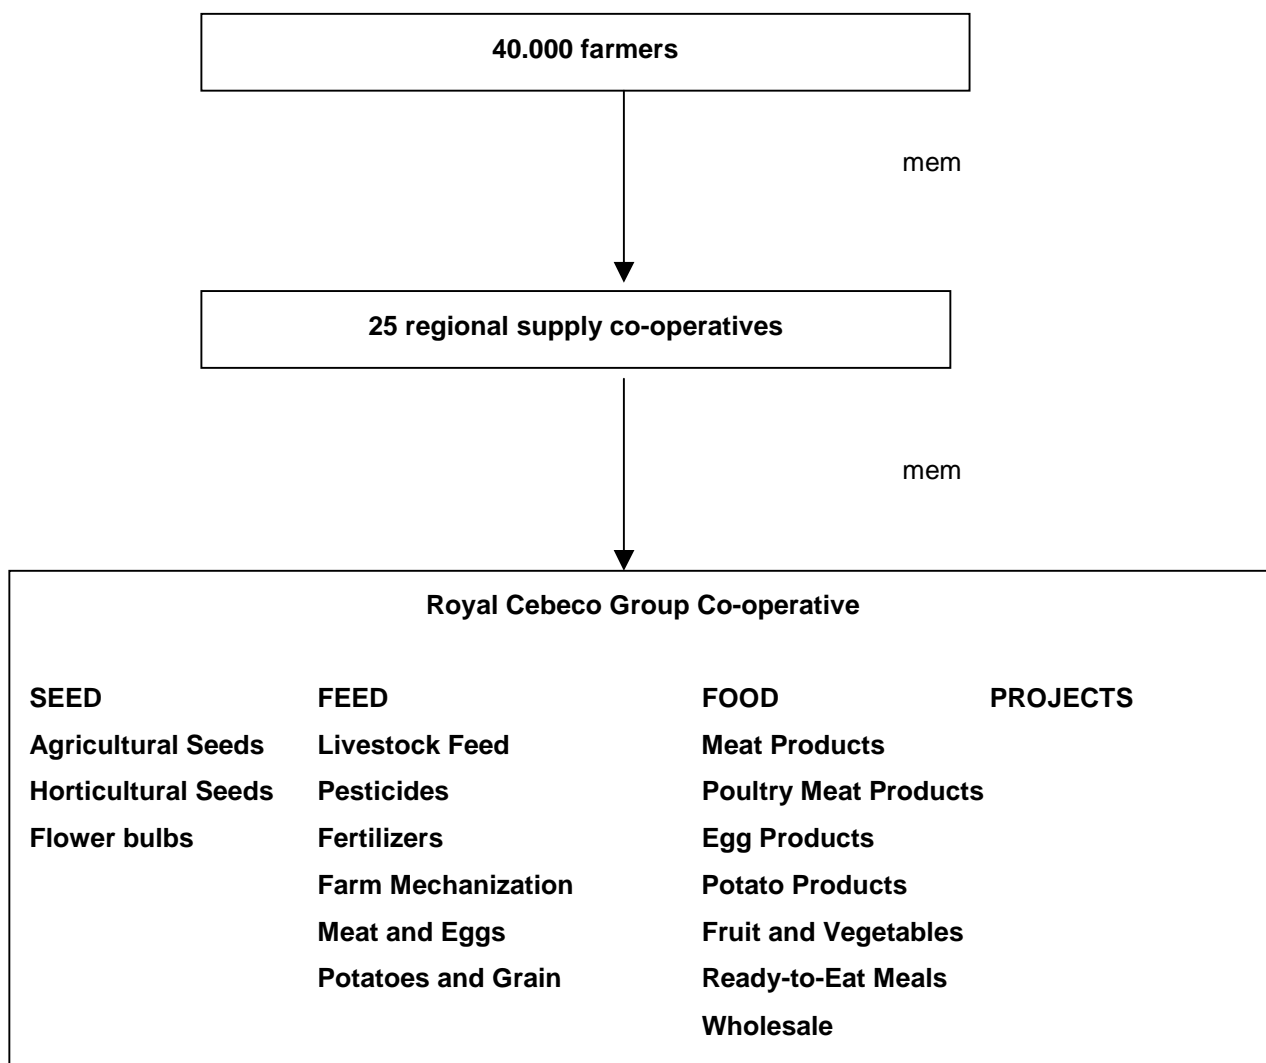 40.000 farmers
mem
25 regional supply co-operatives
mem
Royal Cebeco Group Co-operative
SEED FEED FOOD PROJECTS
Agricultural Seeds Livestock Feed Meat Products
Horticultural Seeds Pesticides Poultry Meat Products
Flower bulbs Fertilizers Egg Products
Farm Mechanization Potato Products
Meat and Eggs Fruit and Vegetables
Potatoes and Grain Ready-to-Eat Meals
Wholesale